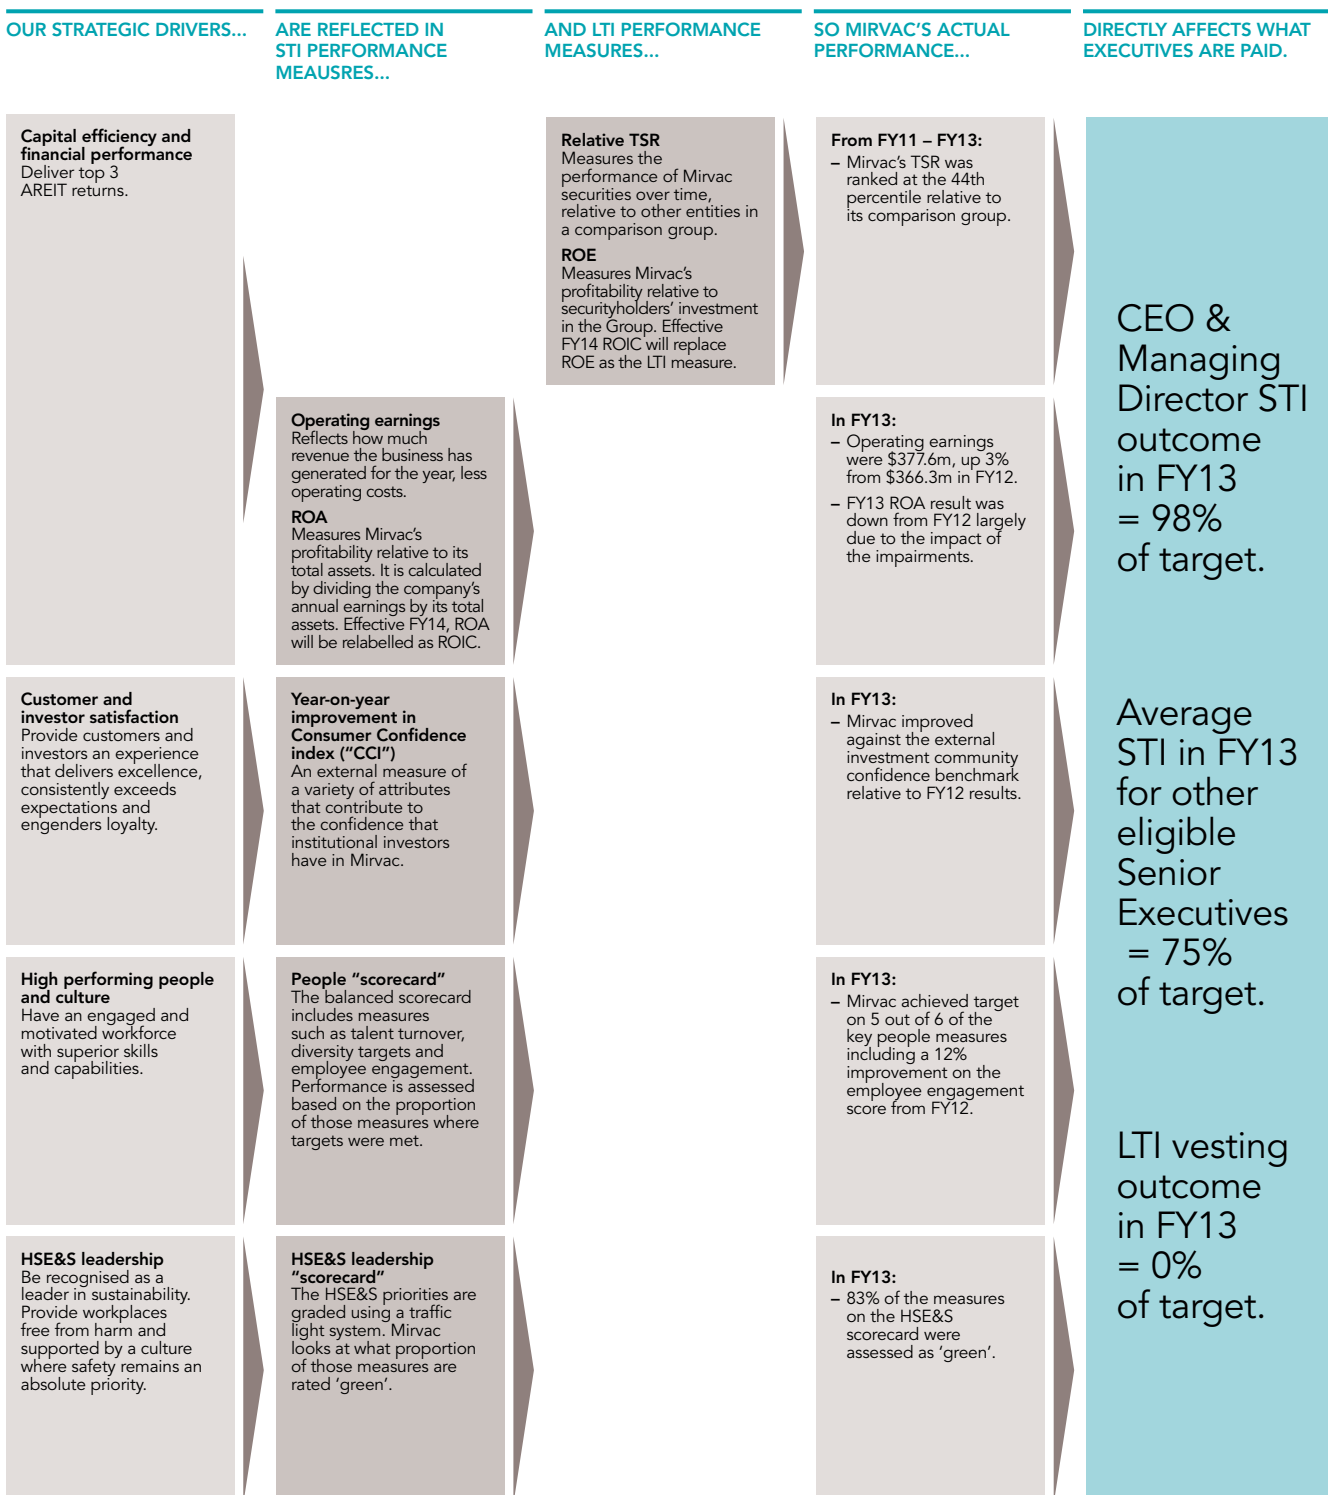 OUR STRATEGIC DRIVERS...
ARE REFLECTED IN
STI PERFORMANCE
MEAUSRES...
AND LTI PERFORMANCE
MEASURES...
SO MIRVAC'S ACTUAL
PERFORMANCE...
DIRECTLY AFFECTS WHAT
EXECUTIVES ARE PAID.
Capital efficiency and
financial performance
Deliver top 3
AREIT returns.
Relative TSR
Measures the
performance of Mirvac
securities over time,
relative to other entities in
a comparison group.
ROE
Measures Mirvac's
profitability relative to
securityholders' investment
in the Group. Effective
FY14 ROIC will replace
ROE as the LTI measure.
From FY11 – FY13:
– Mirvac's TSR was
ranked at the 44th
percentile relative to
its comparison group.
Operating earnings
Reflects how much
revenue the business has
generated for the year, less
operating costs.
ROA
Measures Mirvac's
profitability relative to its
total assets. It is calculated
by dividing the company's
annual earnings by its total
assets. Effective FY14, ROA
will be relabelled as ROIC.
In FY13:
– Operating earnings
were $377.6m, up 3%
from $366.3m in FY12.
– FY13 ROA result was
down from FY12 largely
due to the impact of
the impairments.
Customer and
investor satisfaction
Provide customers and
investors an experience
that delivers excellence,
consistently exceeds
expectations and
engenders loyalty.
Year-on-year
improvement in
Consumer Confidence
index ("CCI")
An external measure of
a variety of attributes
that contribute to
the confidence that
institutional investors
have in Mirvac.
In FY13:
– Mirvac improved
against the external
investment community
confidence benchmark
relative to FY12 results.
High performing people
and culture
Have an engaged and
motivated workforce
with superior skills
and capabilities.
People "scorecard"
The balanced scorecard
includes measures
such as talent turnover,
diversity targets and
employee engagement.
Performance is assessed
based on the proportion
of those measures where
targets were met.
In FY13:
– Mirvac achieved target
on 5 out of 6 of the
key people measures
including a 12%
improvement on the
employee engagement
score from FY12.
HSE&S leadership
Be recognised as a
leader in sustainability.
Provide workplaces
free from harm and
supported by a culture
where safety remains an
absolute priority.
HSE&S leadership
"scorecard"
The HSE&S priorities are
graded using a traffic
light system. Mirvac
looks at what proportion
of those measures are
rated 'green'.
In FY13:
– 83% of the measures
on the HSE&S
scorecard were
assessed as 'green'.
CEO &
Managing
Director STI
outcome
in FY13
= 98%
of target.
Average
STI in FY13
for other
eligible
Senior
Executives
= 75%
of target.
LTI vesting
outcome
in FY13
= 0%
of target.